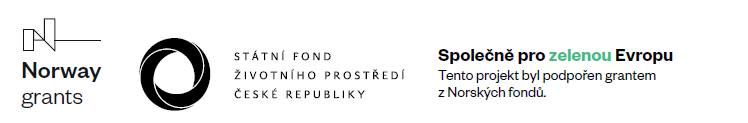 Norway
grants
STÁTNÍ FOND
ŽIVOTNÍHO PROSTŘEDÍ
ČESKÉ REPUBLIKY
Společně pro zelenou Evropu
Tento projekt byl podpořen grantem
z Norských fondů.